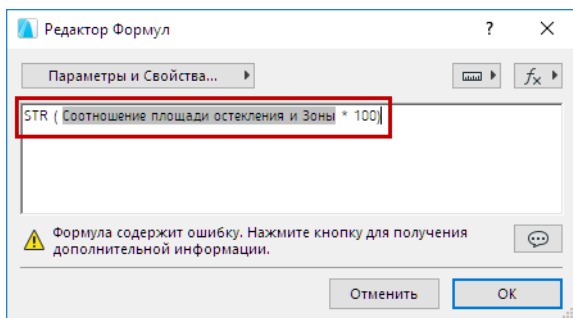 Редактор Формул ? ×
Параметры и Свойства... fx
STR ( Соотношение площади остекления и Зоны * 100)
Формула содержит ошибку. Нажмите кнопку для получения
дополнительной информации.
Отменить OK